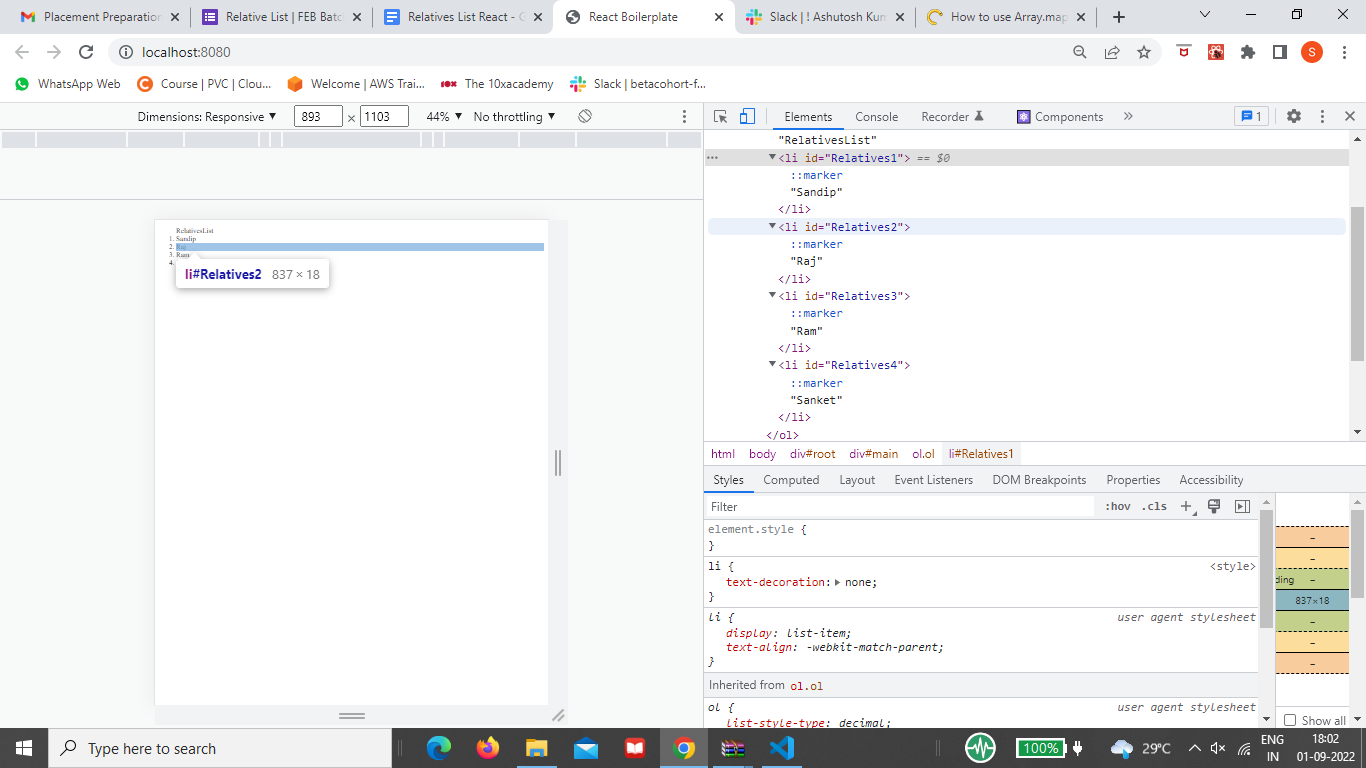 Placement Preparation
Relative List | FEB Batc
Relatives List React - G
React Boilerplate
Slack | ! Ashutosh Kum
How to use Array.map
localhost:8080
S
WhatsApp Web
Course | PVC | Clou...
Welcome | AWS Trai...
The 10xacademy
Slack | betacohort-f...
Dimensions: Responsive ▼ 893 × 1103 44% ▼ No throttling ▼
Elements Console Recorder Components » 1
RelativesList
1. Sandip
2. Raj
3. Ram
4.
li#Relatives2 837 × 18
"RelativesList"
<li id="Relatives1"> == $0
::marker
"Sandip"
</li>
<li id="Relatives2">
::marker
"Raj"
</li>
<li id="Relatives3">
::marker
"Ram"
</li>
<li id="Relatives4">
::marker
"Sanket"
</li>
</ol>
html body div#root div#main ol.ol li#Relatives1
Styles Computed Layout Event Listeners DOM Breakpoints Properties Accessibility
Filter :hov .cls +
element.style {
}
li { <style>
text-decoration: none;
}
li { user agent stylesheet
display: list-item;
text-align: -webkit-match-parent;
}
Inherited from ol.ol
ol { user agent stylesheet
list-style-type: decimal;
–
–
ding –
837×18
–
–
–
Show all
Type here to search
100%
29°C
ENG
IN
18:02
01-09-2022